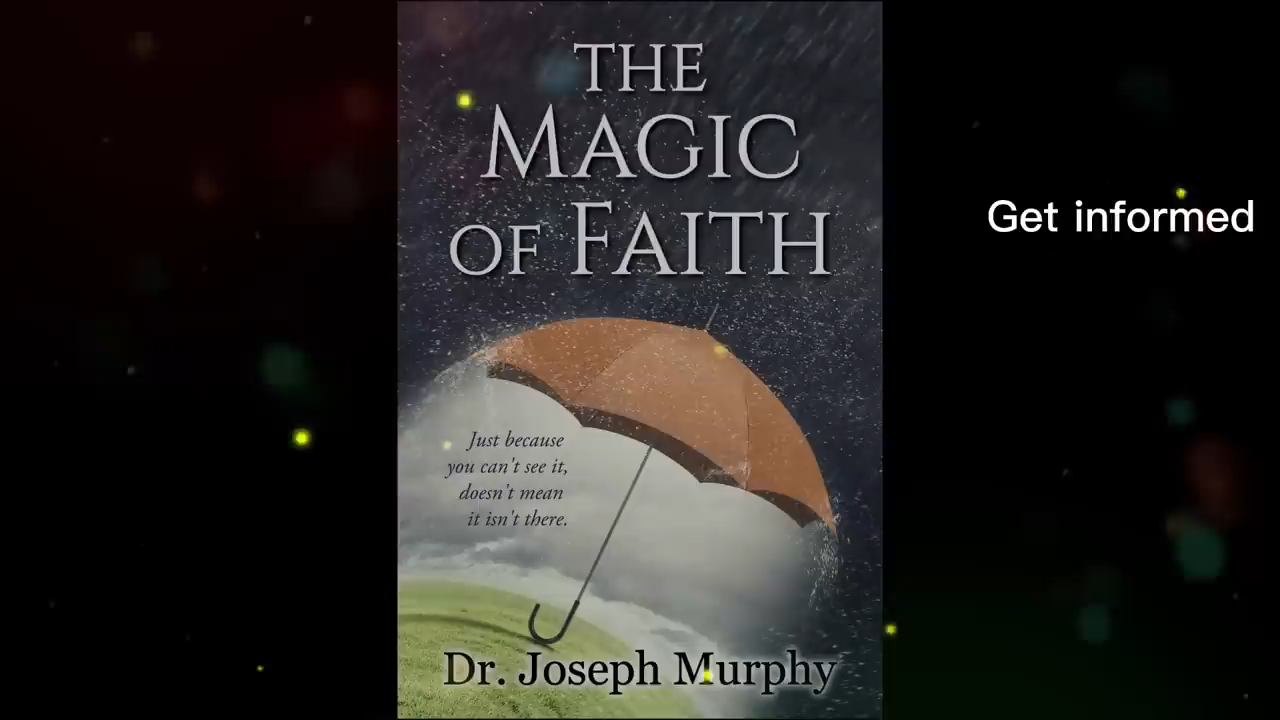 THE
MAGIC
OF FAITH
Get informed
Just because
you can't see it,
doesn't mean
it isn't there.
Dr. Joseph Murphy